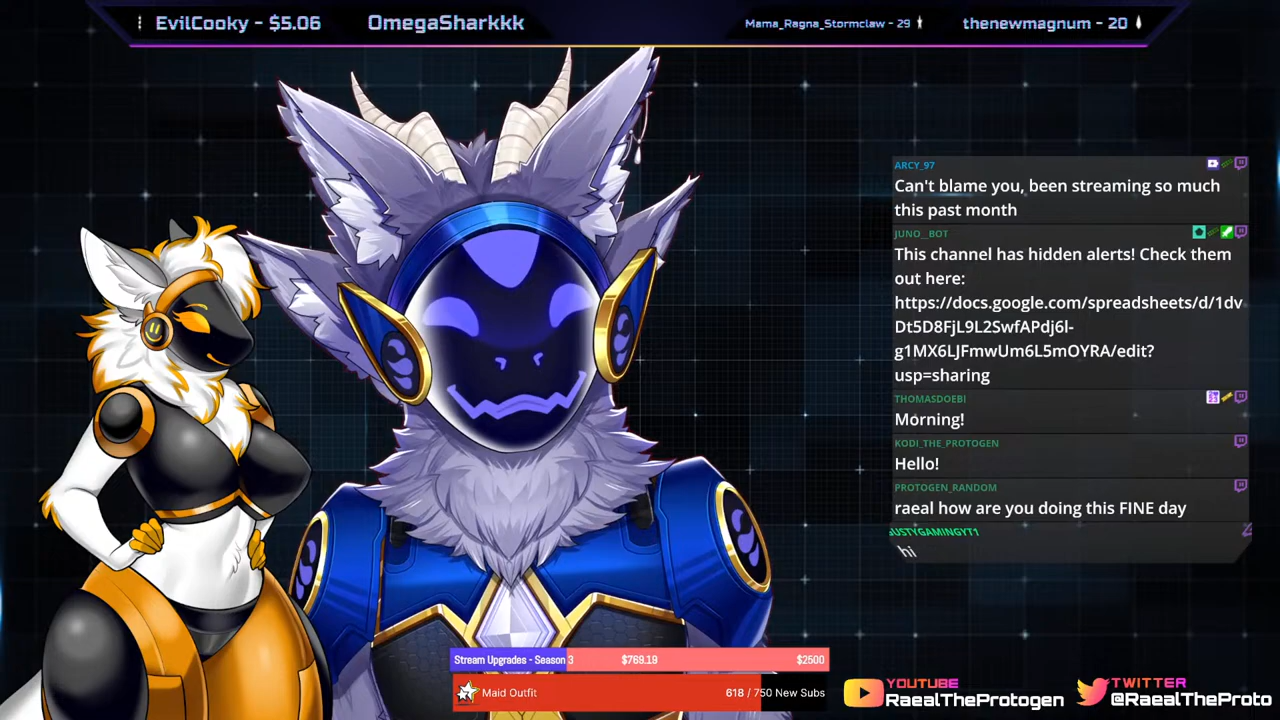 EvilCooky - $5.06
OmegaSharkkk
Mama_Ragna_Stormclaw - 29
thenewmagnum - 20
ARCY_97
Can't blame you, been streaming so much
this past month
JUNO__BOT
This channel has hidden alerts! Check them
out here:
https://docs.google.com/spreadsheets/d/1dv
Dt5D8FjL9L2SwfAPdj6l-
g1MX6LJFmwUm6L5mOYRA/edit?
usp=sharing
THOMASDOEBI
Morning!
KODI_THE_PROTOGEN
Hello!
PROTOGEN_RANDOM
raeal how are you doing this FINE day
USTYGAMINGYT1
hi
Stream Upgrades - Season 3 $769.19 $2500
Maid Outfit 618 / 750 New Subs
YOUTUBE
RaealTheProtogen
TWITTER
@RaealTheProto